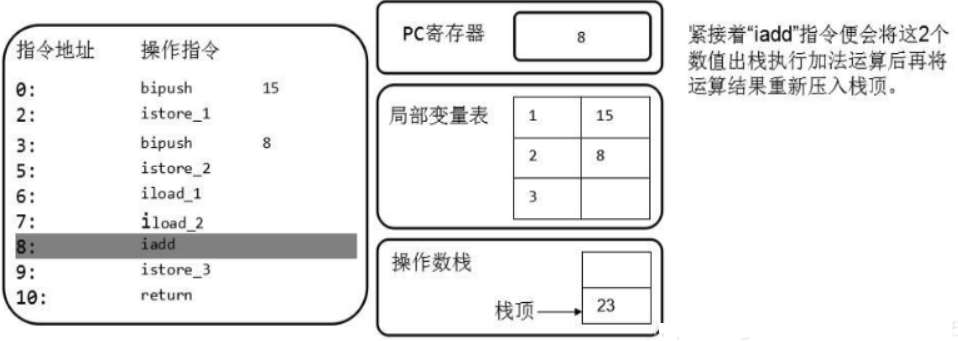 指令地址 操作指令
0: bipush 15
2: istore_1
3: bipush 8
5: istore_2
6: iload_1
7: iload_2
8: iadd
9: istore_3
10: return
PC寄存器 8
局部变量表
1 15
2 8
3
操作数栈
栈顶 23
紧接着“iadd”指令便会将这2个
数值出栈执行加法运算后再将
运算结果重新压入栈顶。